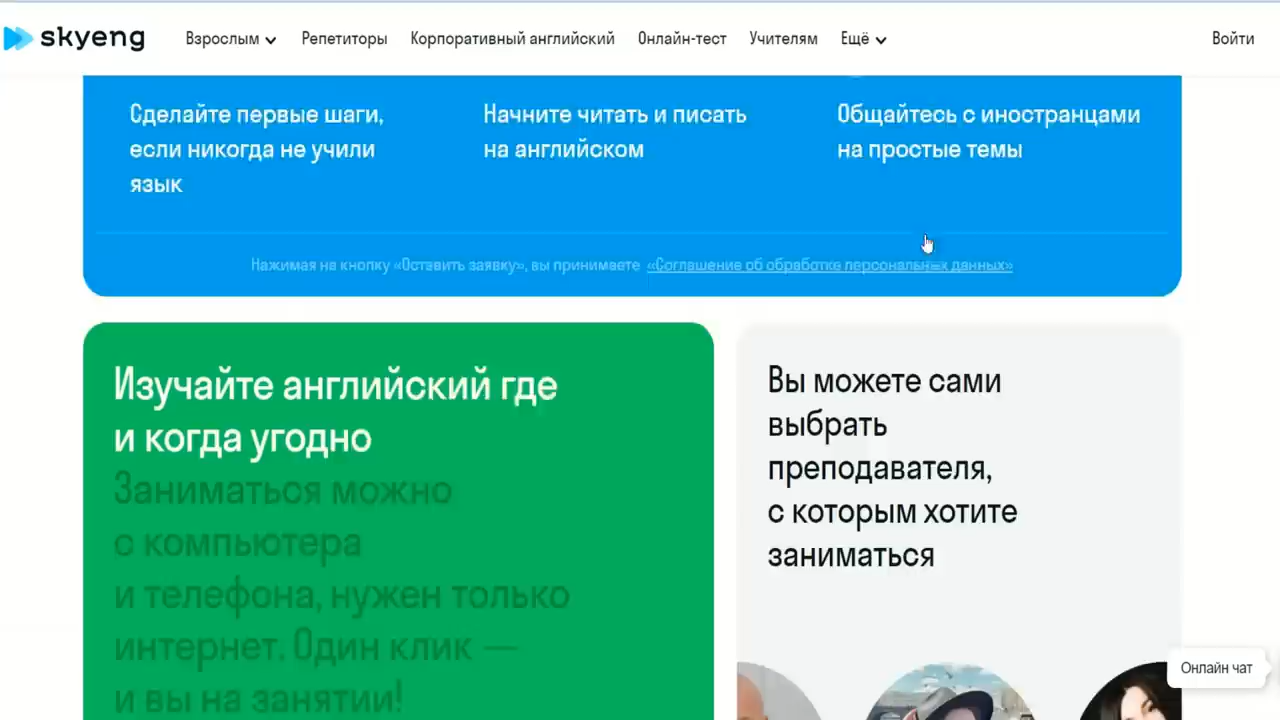 skyeng
Взрослым
Репетиторы
Корпоративный английский
Онлайн-тест
Учителям
Ещё
Войти
Сделайте первые шаги,
если никогда не учили
язык
Начните читать и писать
на английском
Общайтесь с иностранцами
на простые темы
Нажимая на кнопку «Оставить заявку», вы принимаете «Соглашение об обработке персональных данных»
Изучайте английский где
и когда угодно
Заниматься можно
с компьютера
и телефона, нужен только
интернет. Один клик —
и вы на занятии!
Вы можете сами
выбрать
преподавателя,
с которым хотите
заниматься
Онлайн чат